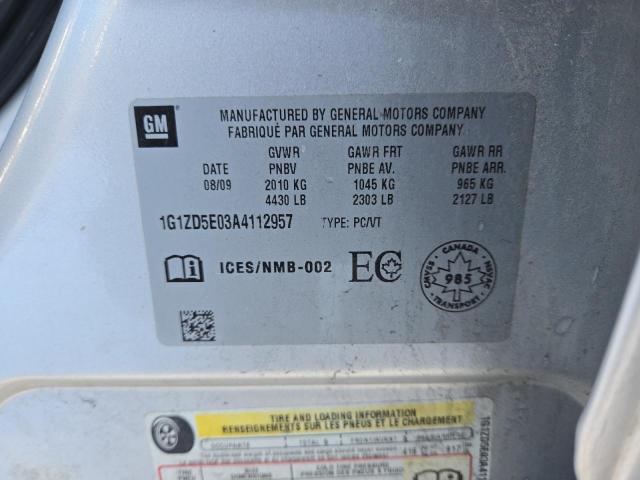 GM
MANUFACTURED BY GENERAL MOTORS COMPANY
FABRIQUÉ PAR GENERAL MOTORS COMPANY
GVWR GAWR FRT GAWR RR
DATE PNBV PNBE AV. PNBE ARR.
08/09 2010 KG 1045 KG 965 KG
4430 LB 2303 LB 2127 LB
1G1ZD5E03A4112957 TYPE: PC/VT
ICES/NMB-002 EC
CANADA
CMVSS 985 NSVAC
TRANSPORT
TIRE AND LOADING INFORMATION
RENSEIGNEMENTS SUR LES PNEUS ET LE CHARGEMENT